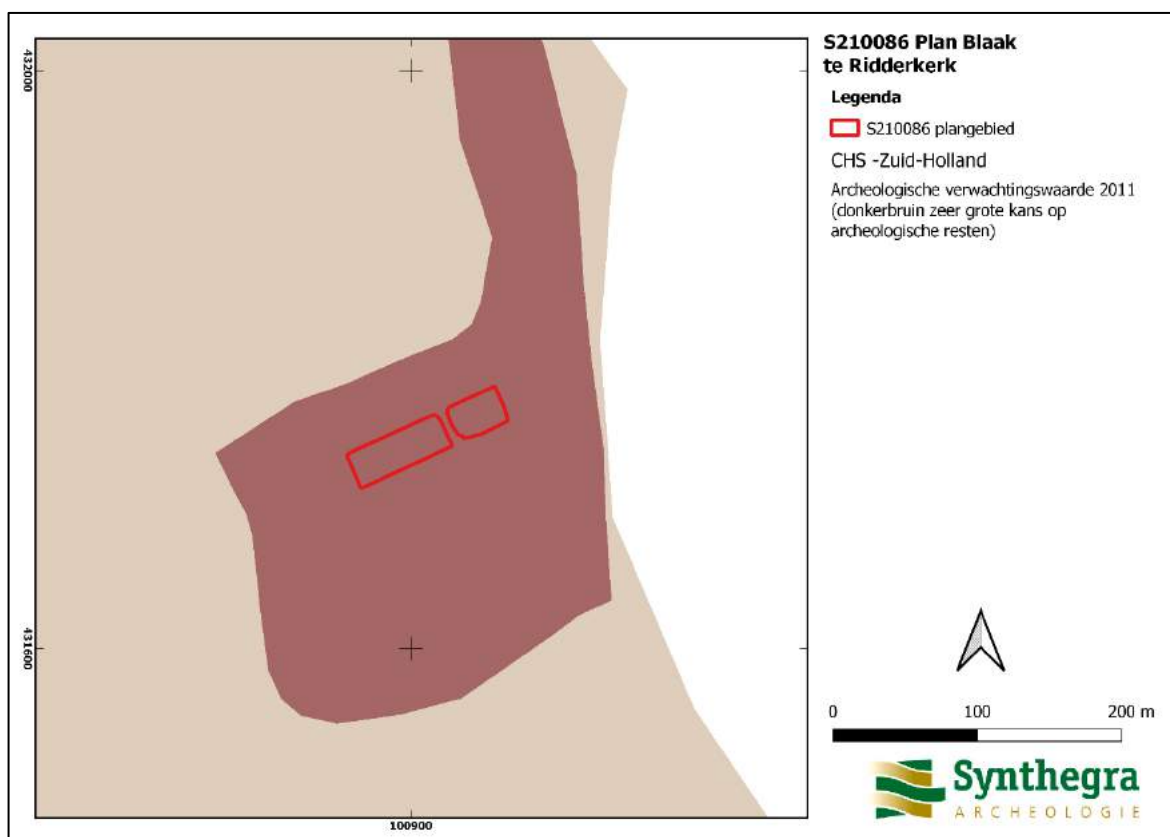 S210086 Plan Blaak
te Ridderkerk
Legenda
S210086 plangebied
CHS -Zuid-Holland
Archeologische verwachtingswaarde 2011
(donkerbruin zeer grote kans op
archeologische resten)
432000
431600
100900
0 100 200 m
Synthegra
ARCHEOLOGIE